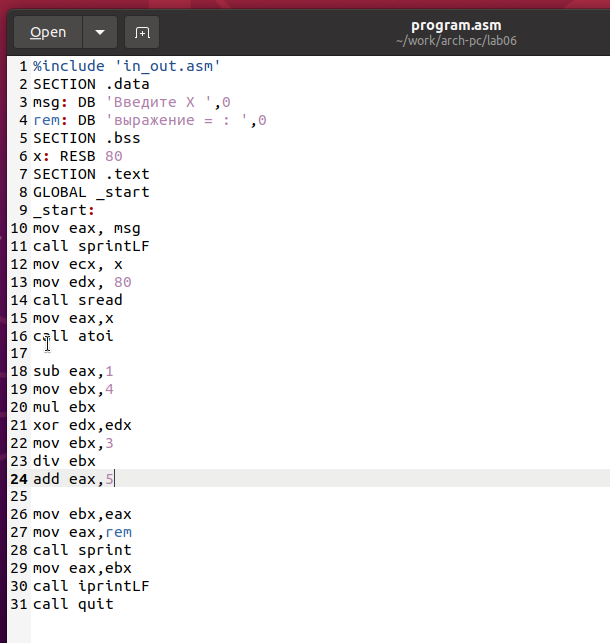 Open
program.asm
~/work/arch-pc/lab06
1 %include 'in_out.asm'
2 SECTION .data
3 msg: DB 'Введите X ',0
4 rem: DB 'выражение = : ',0
5 SECTION .bss
6 x: RESB 80
7 SECTION .text
8 GLOBAL _start
9 _start:
10 mov eax, msg
11 call sprintLF
12 mov ecx, x
13 mov edx, 80
14 call sread
15 mov eax,x
16 call atoi
17
18 sub eax,1
19 mov ebx,4
20 mul ebx
21 xor edx,edx
22 mov ebx,3
23 div ebx
24 add eax,5
25
26 mov ebx,eax
27 mov eax,rem
28 call sprint
29 mov eax,ebx
30 call iprintLF
31 call quit